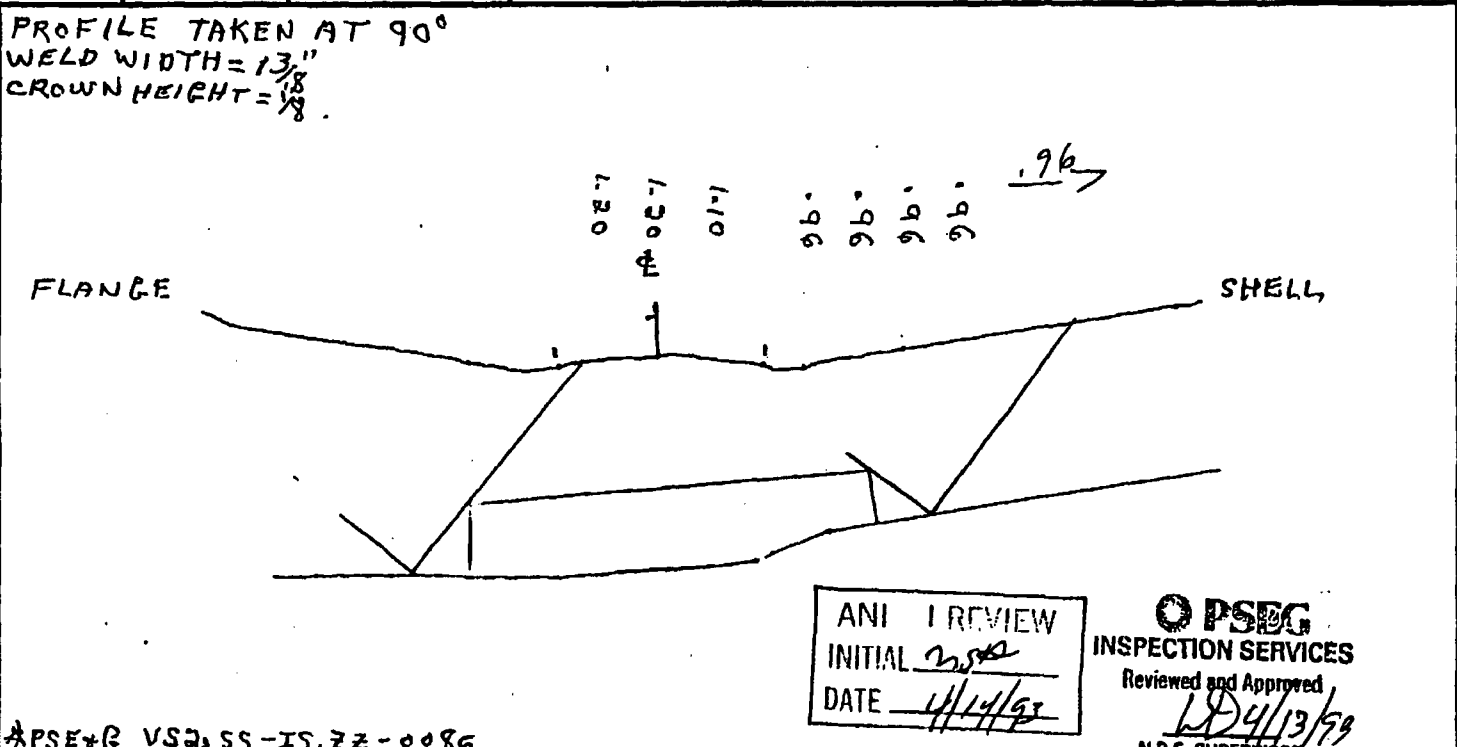 PROFILE TAKEN AT 90°
WELD WIDTH = 1 3/8"
CROWN HEIGHT = 1/8 .
.96
1.20
1.20
1.10
.96
.96
.96
.96
℄
FLANGE
SHELL
ANI I REVIEW
INITIAL
DATE 4/14/93
PSEG
INSPECTION SERVICES
Reviewed and Approved
4/13/93
N.D.E. SUPERVISOR